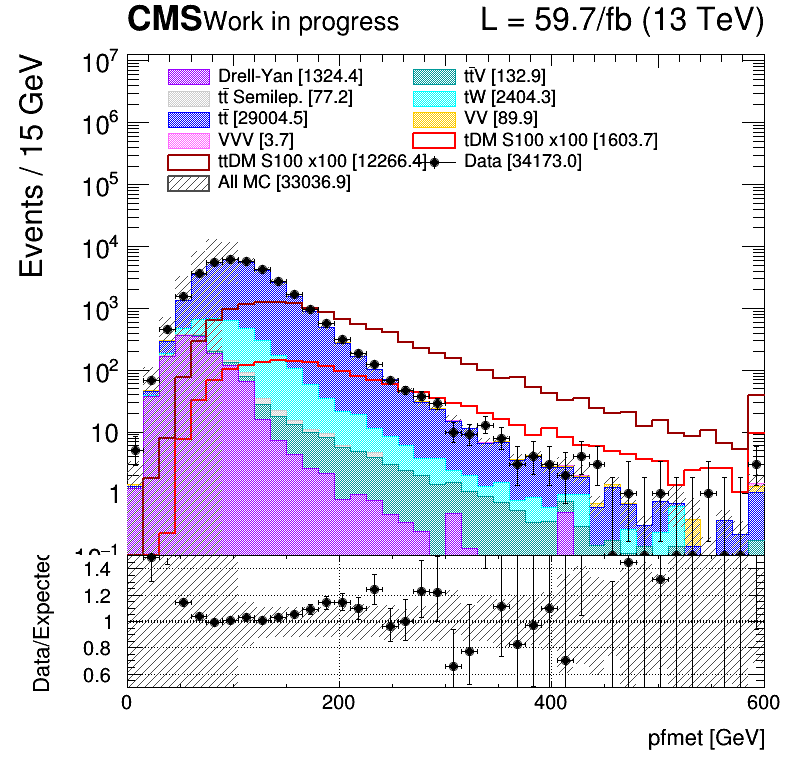 CMS Work in progress L = 59.7/fb (13 TeV)
Events / 15 GeV
10⁷
10⁶
10⁵
10⁴
10³
10²
10
1
10⁻¹
Drell-Yan [1324.4] tt̄V [132.9]
tt̄ Semilep. [77.2] tW [2404.3]
tt̄ [29004.5] VV [89.9]
VVV [3.7] tDM S100 x100 [1603.7]
ttDM S100 x100 [12266.4] Data [34173.0]
All MC [33036.9]
Data/Expected
1.4
1.2
1
0.8
0.6
0 200 400 600
pfmet [GeV]